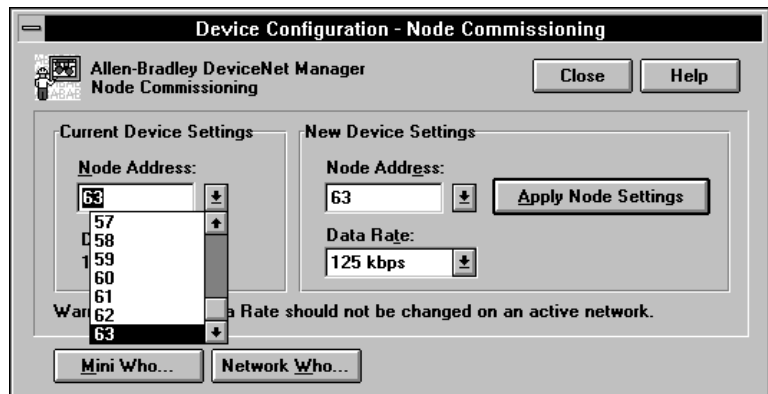 Device Configuration - Node Commissioning
Allen-Bradley DeviceNet Manager
Node Commissioning
Close
Help
Current Device Settings
New Device Settings
Node Address:
63
57
58
59
60
61
62
63
Node Address:
63
Apply Node Settings
Data Rate:
125 kbps
a Rate should not be changed on an active network.
Mini Who...
Network Who...